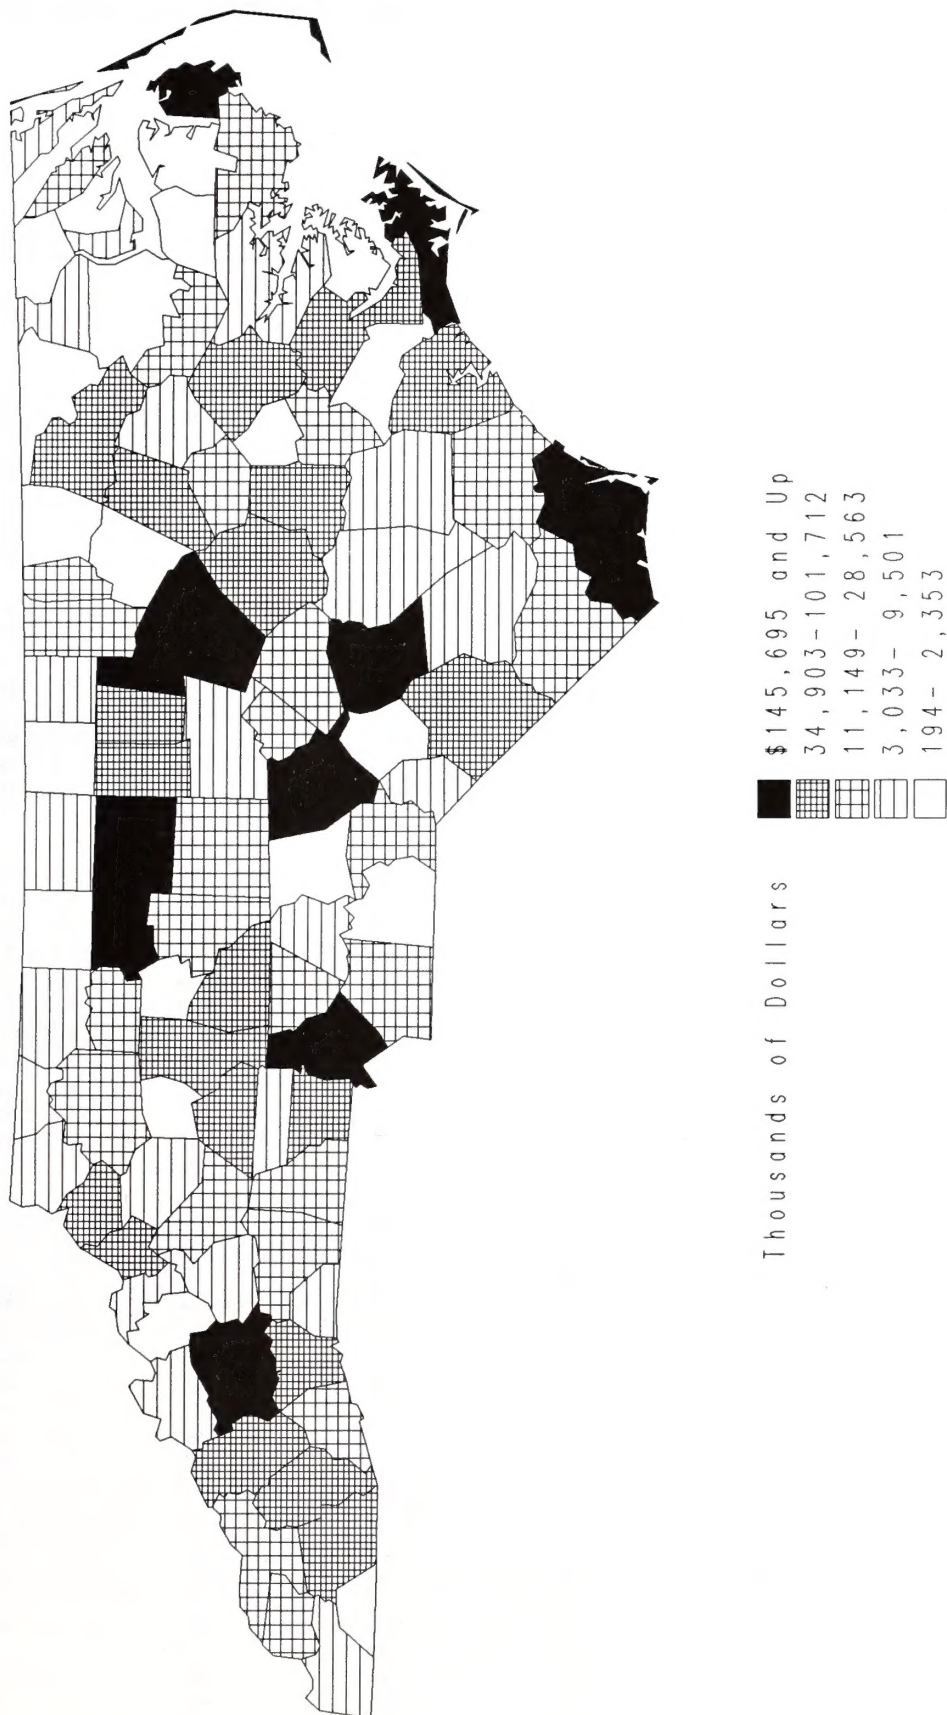 Thousands of Dollars
$145,695 and Up
34,903-101,712
11,149- 28,563
3,033- 9,501
194- 2,353